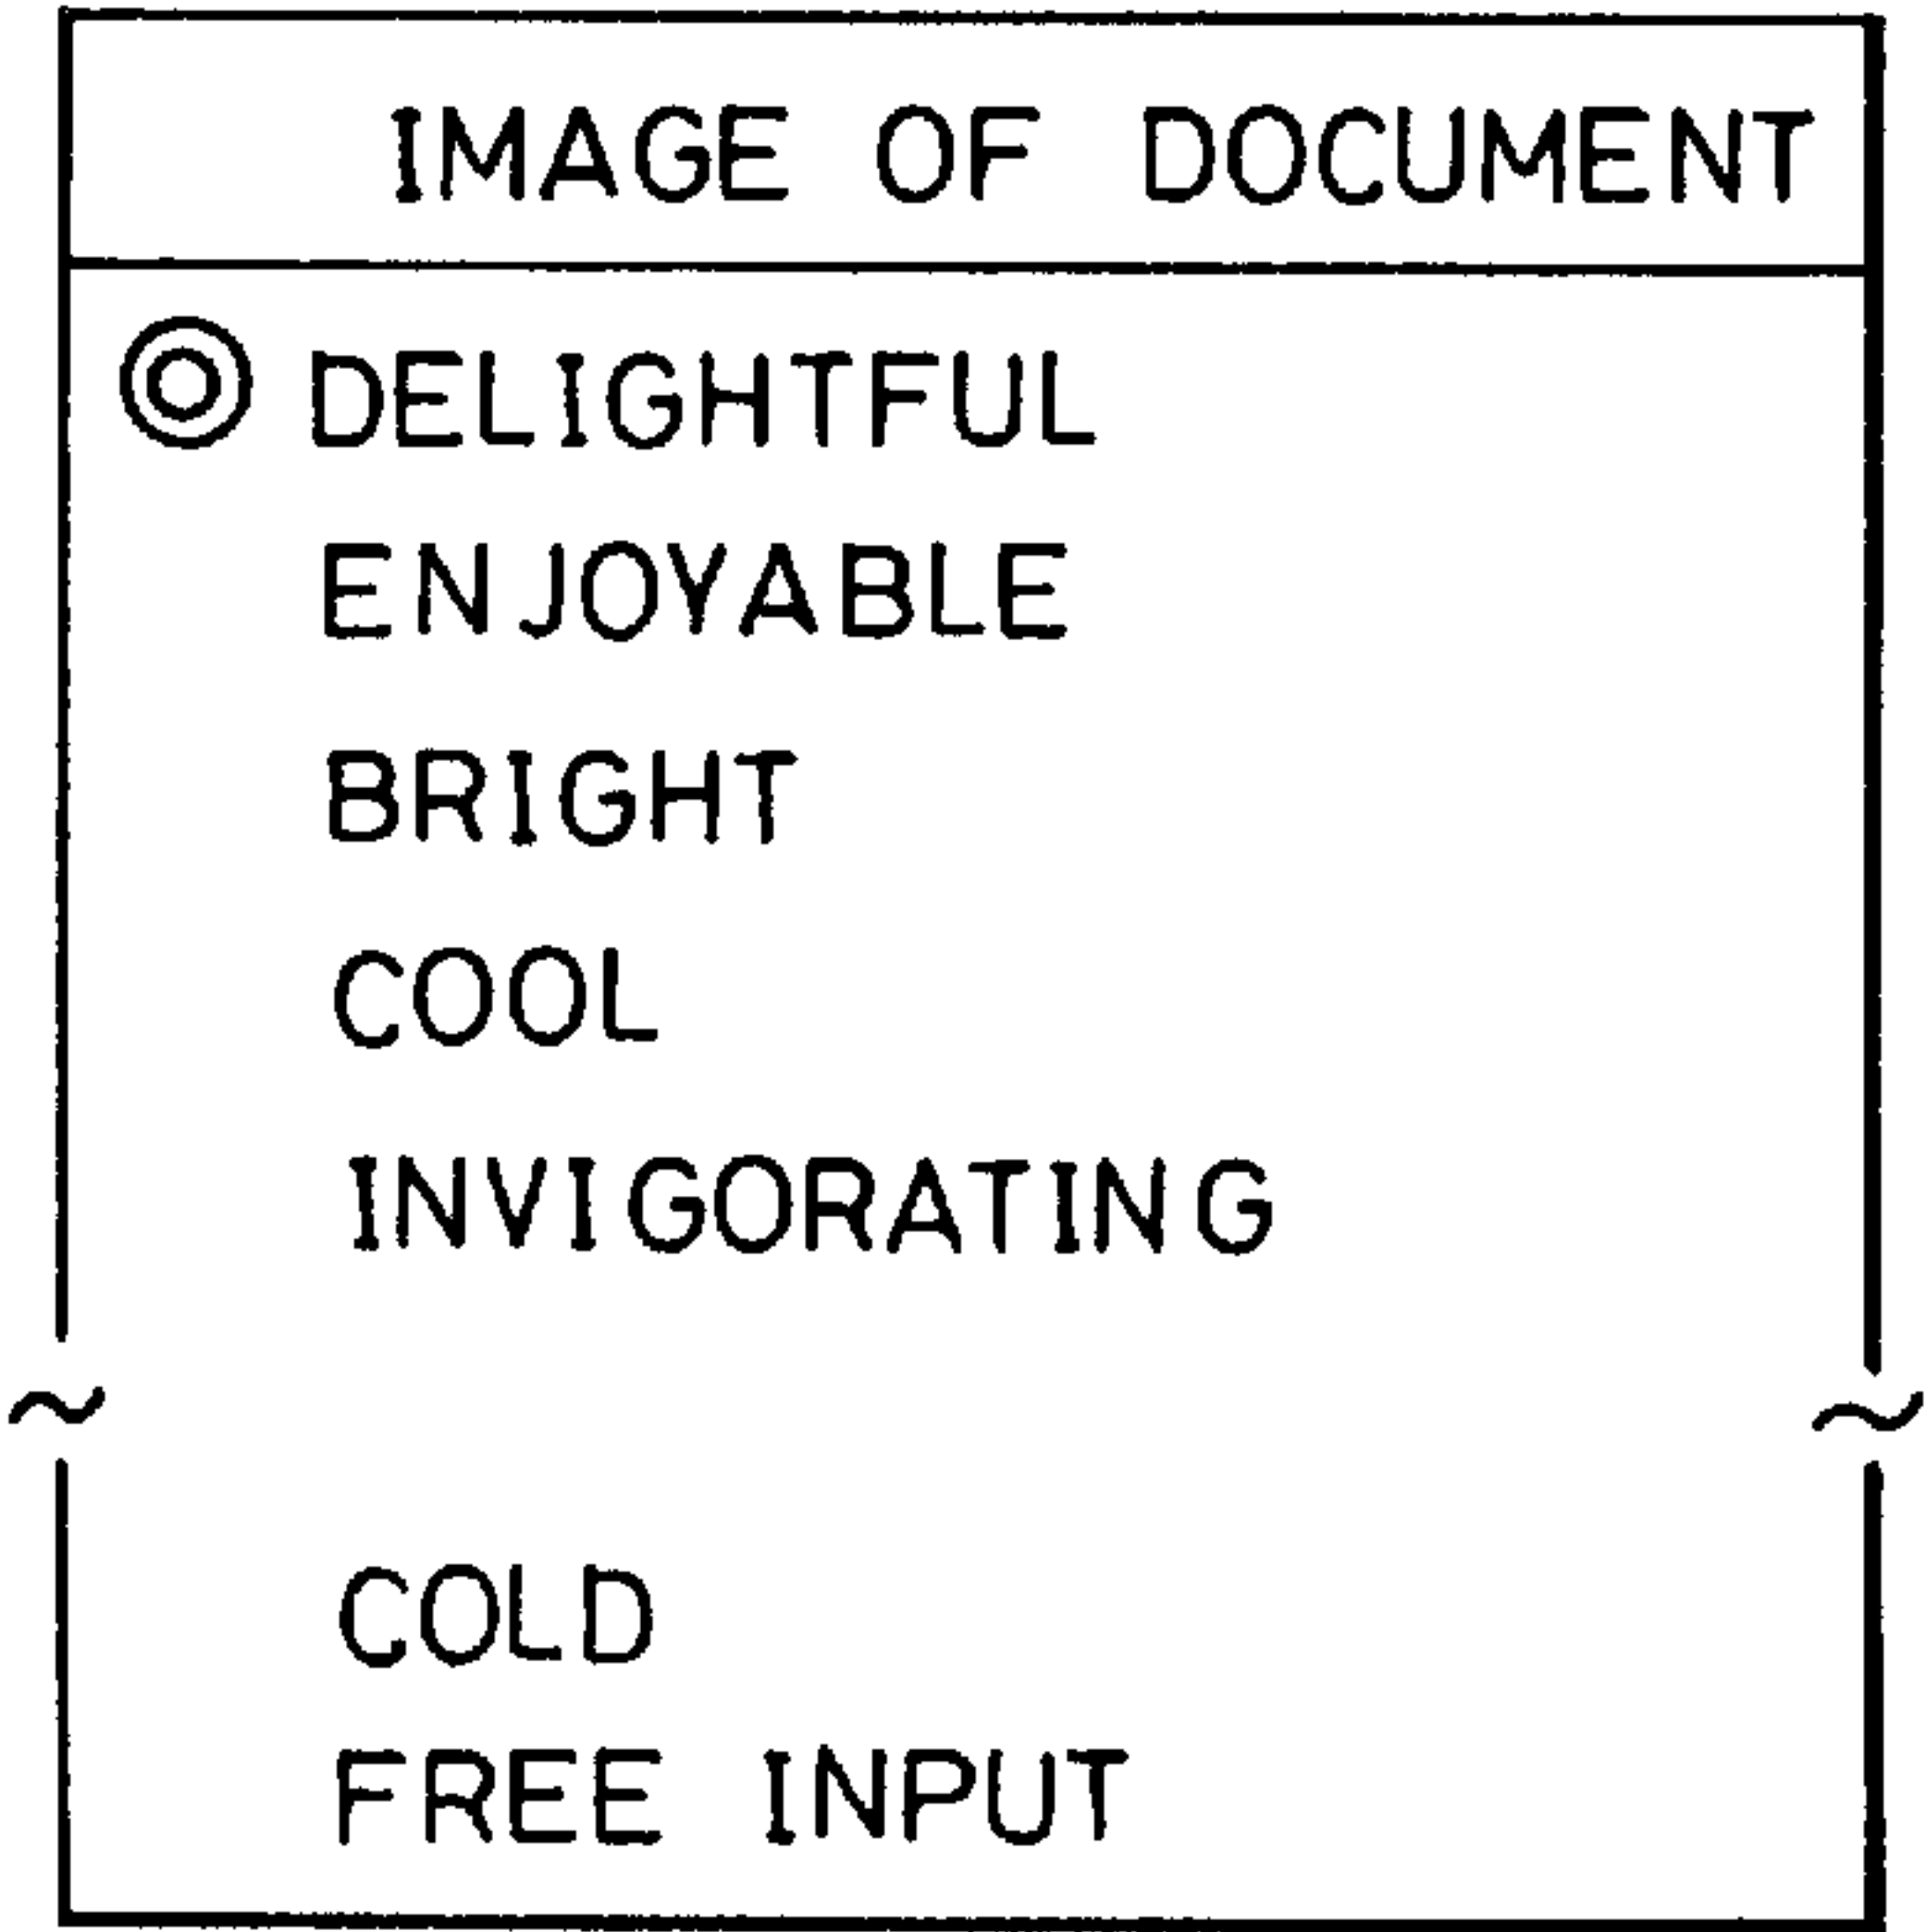 IMAGE OF DOCUMENT
DELIGHTFUL
ENJOYABLE
BRIGHT
COOL
INVIGORATING
COLD
FREE INPUT